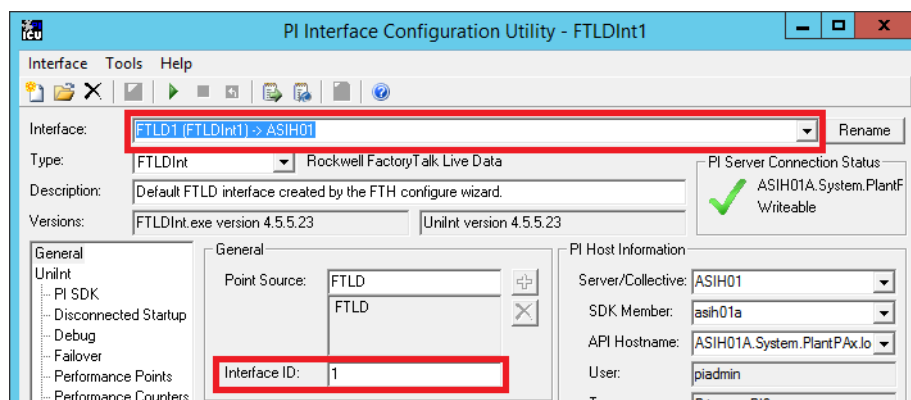 PI Interface Configuration Utility - FTLDInt1
Interface Tools Help
Interface: FTLD1 (FTLDInt1) -> ASIH01 Rename
Type: FTLDInt Rockwell FactoryTalk Live Data
PI Server Connection Status
Description: Default FTLD interface created by the FTH configure wizard.
ASIH01A.System.PlantP
Writeable
Versions: FTLDInt.exe version 4.5.5.23 UniInt version 4.5.5.23
General
UniInt
PI SDK
Disconnected Startup
Debug
Failover
Performance Points
Performance Counters
General
Point Source: FTLD
FTLD
Interface ID: 1
PI Host Information
Server/Collective: ASIH01
SDK Member: asih01a
API Hostname: ASIH01A.System.PlantPAx.lo
User: piadmin